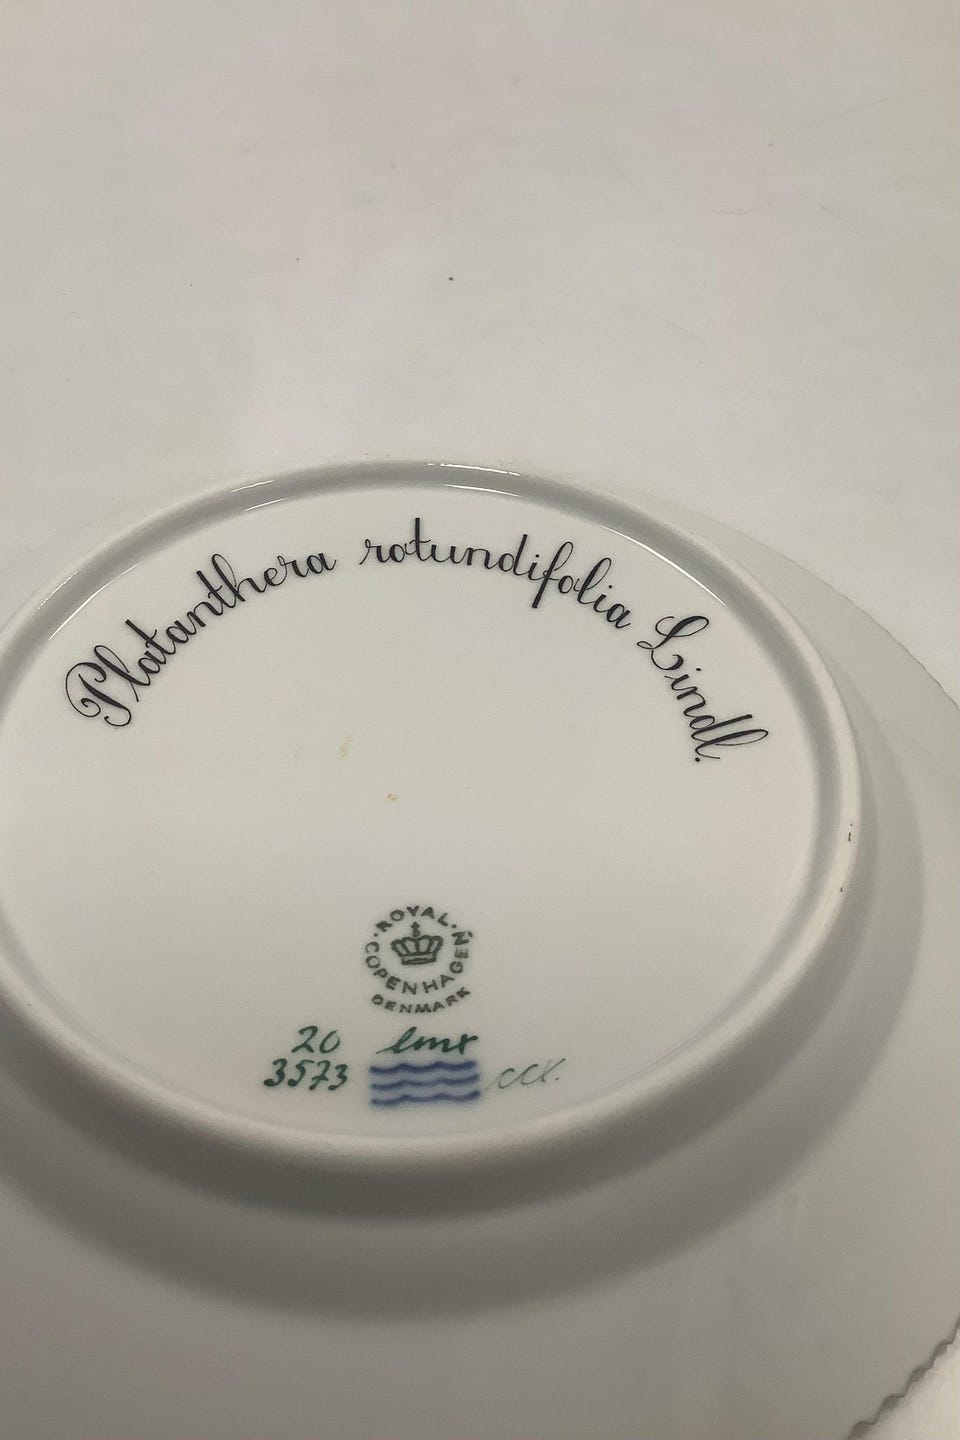 Platanthera rotundifolia Lindl.
ROYAL
COPENHAGEN
DENMARK
20
3573